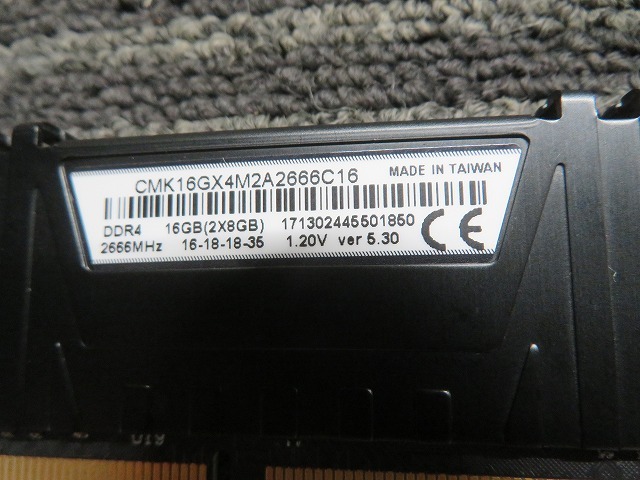 CMK16GX4M2A2666C16 MADE IN TAIWAN
DDR4 16GB(2X8GB) 171302445501850
2666MHz 16-18-18-35 1.20V ver 5.30 CE